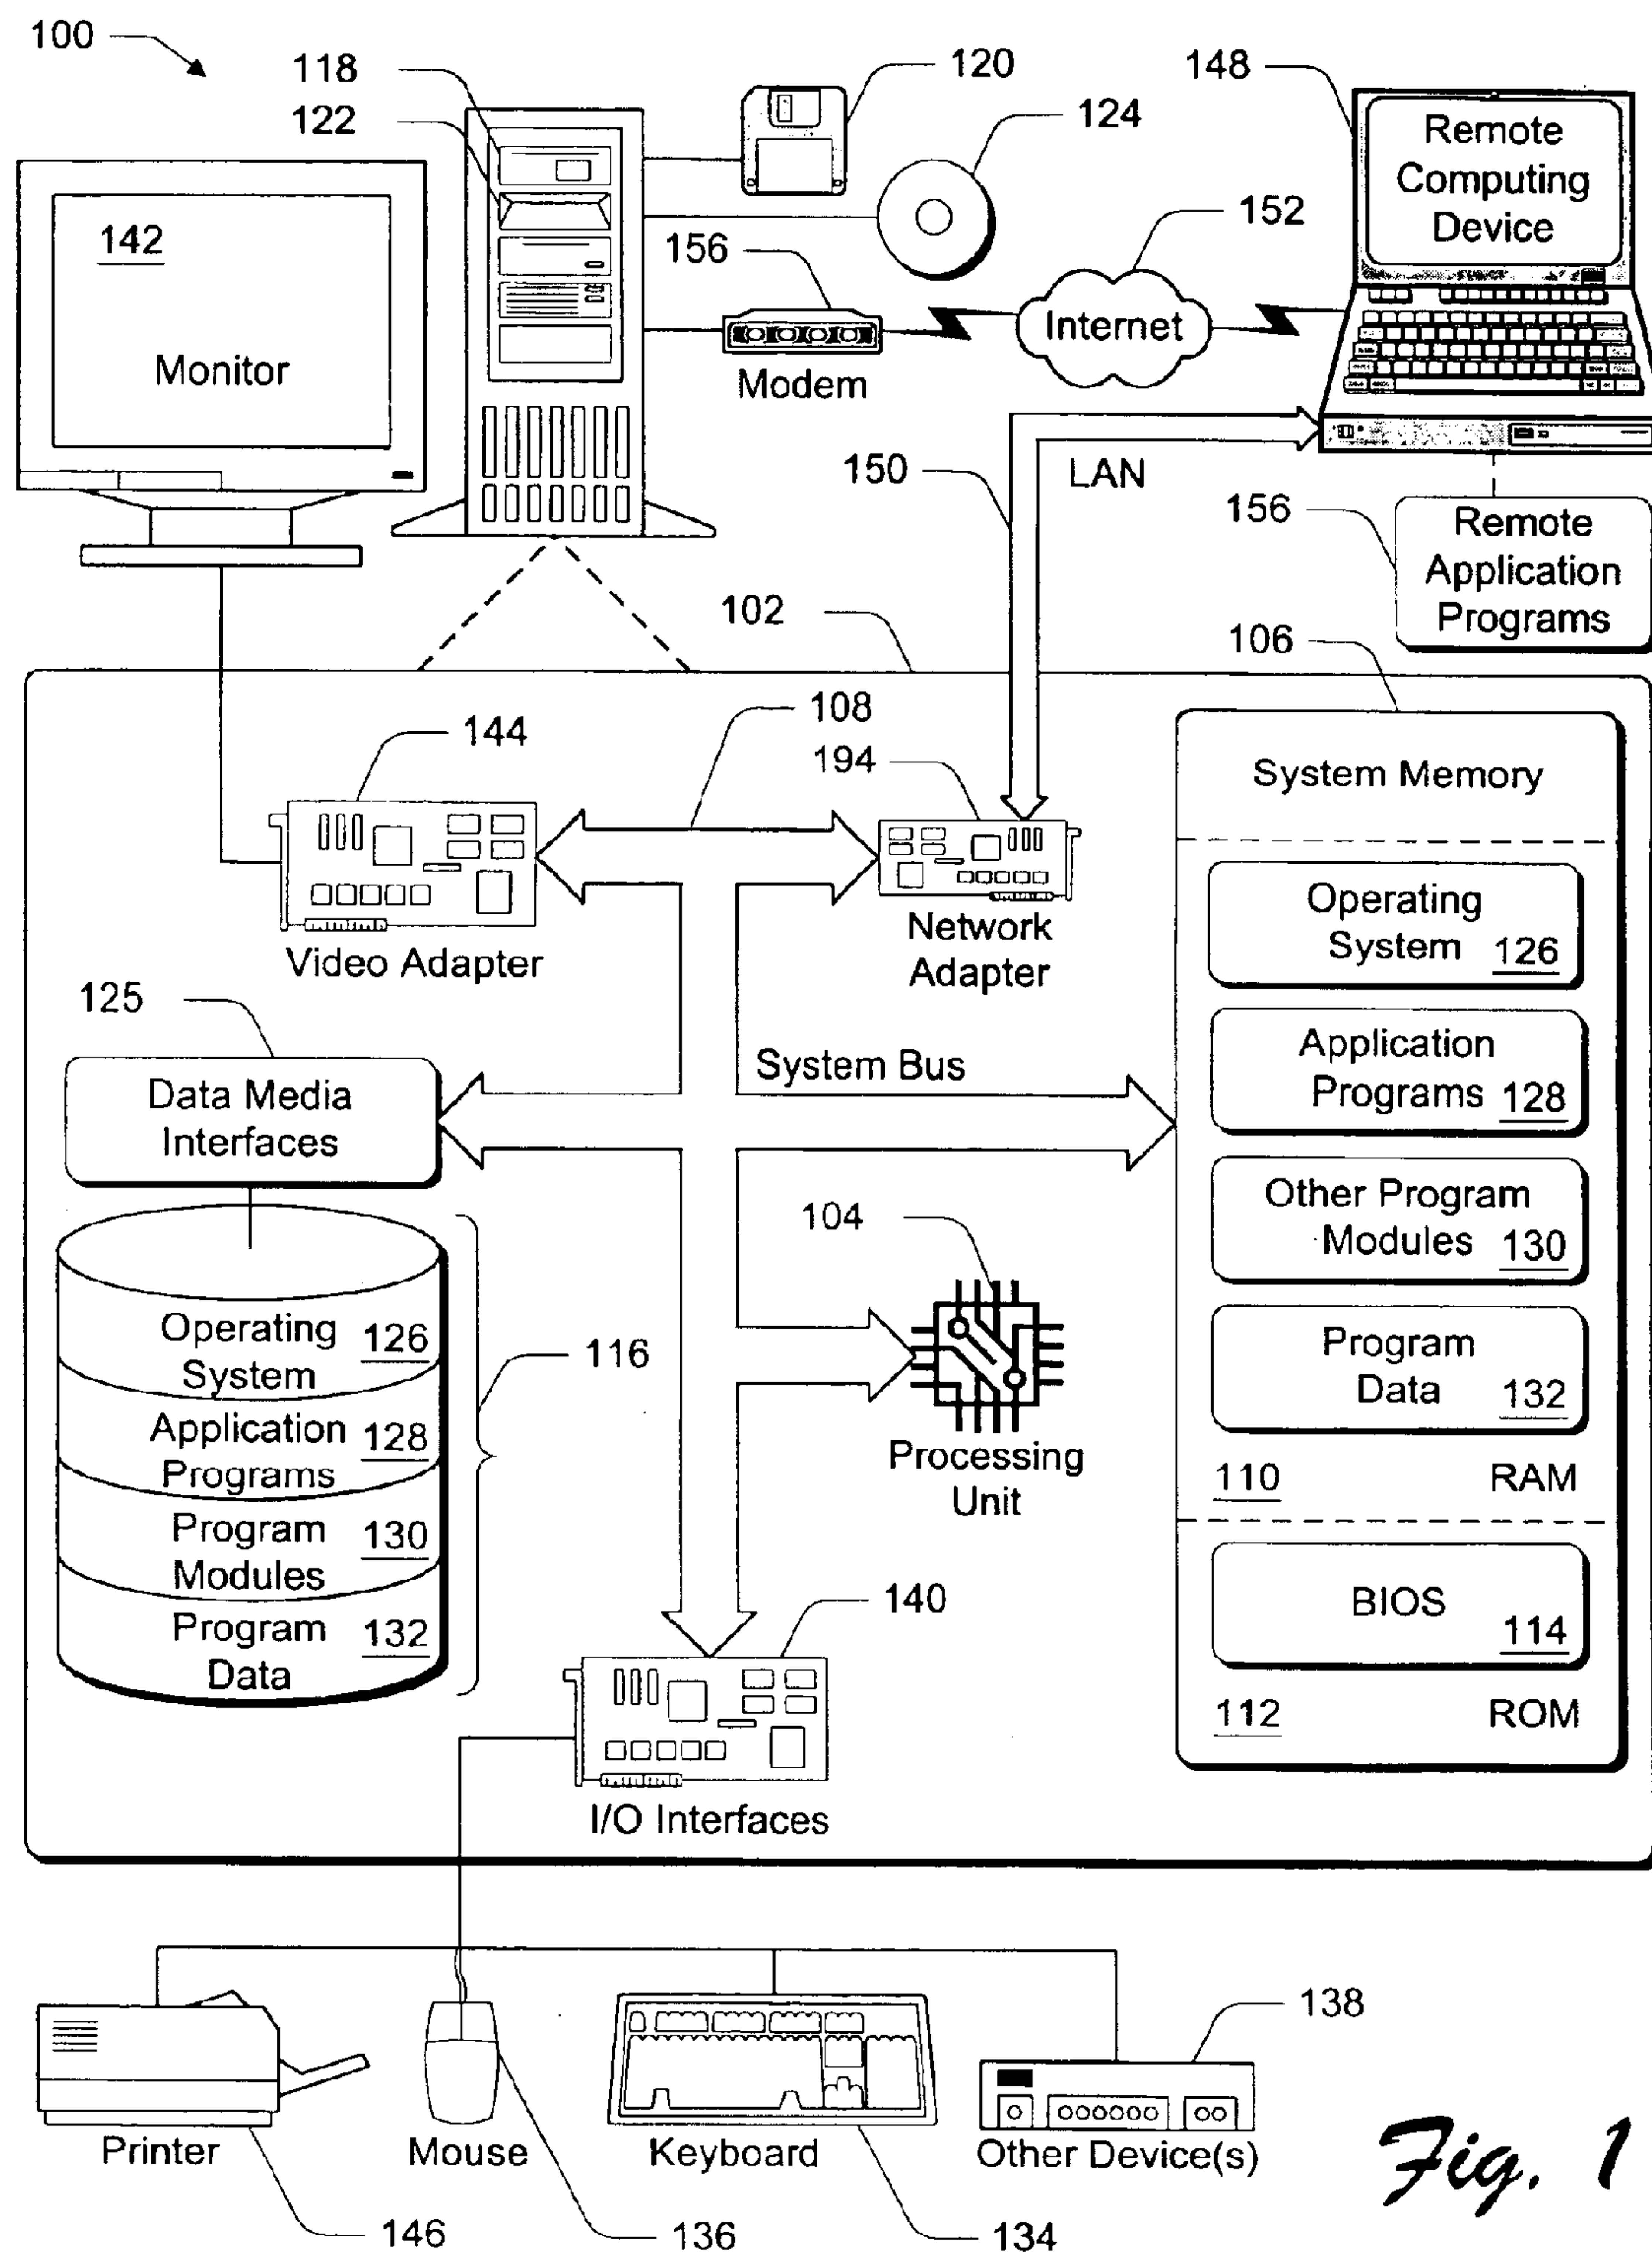 100
118
122
120
124
148
Remote
Computing
Device
142
Monitor
156
Modem
152
Internet
150
LAN
156
Remote
Application
Programs
102
106
108
144
194
Video Adapter
Network
Adapter
System Memory
Operating
System 126
Application
Programs 128
Other Program
Modules 130
Program
Data 132
110 RAM
BIOS
114
112 ROM
125
Data Media
Interfaces
System Bus
104
Processing
Unit
Operating
System 126
Application
Programs 128
Program
Modules 130
Program
Data 132
116
140
I/O Interfaces
138
Printer
Mouse
Keyboard
Other Device(s)
146
136
134
Fig. 1